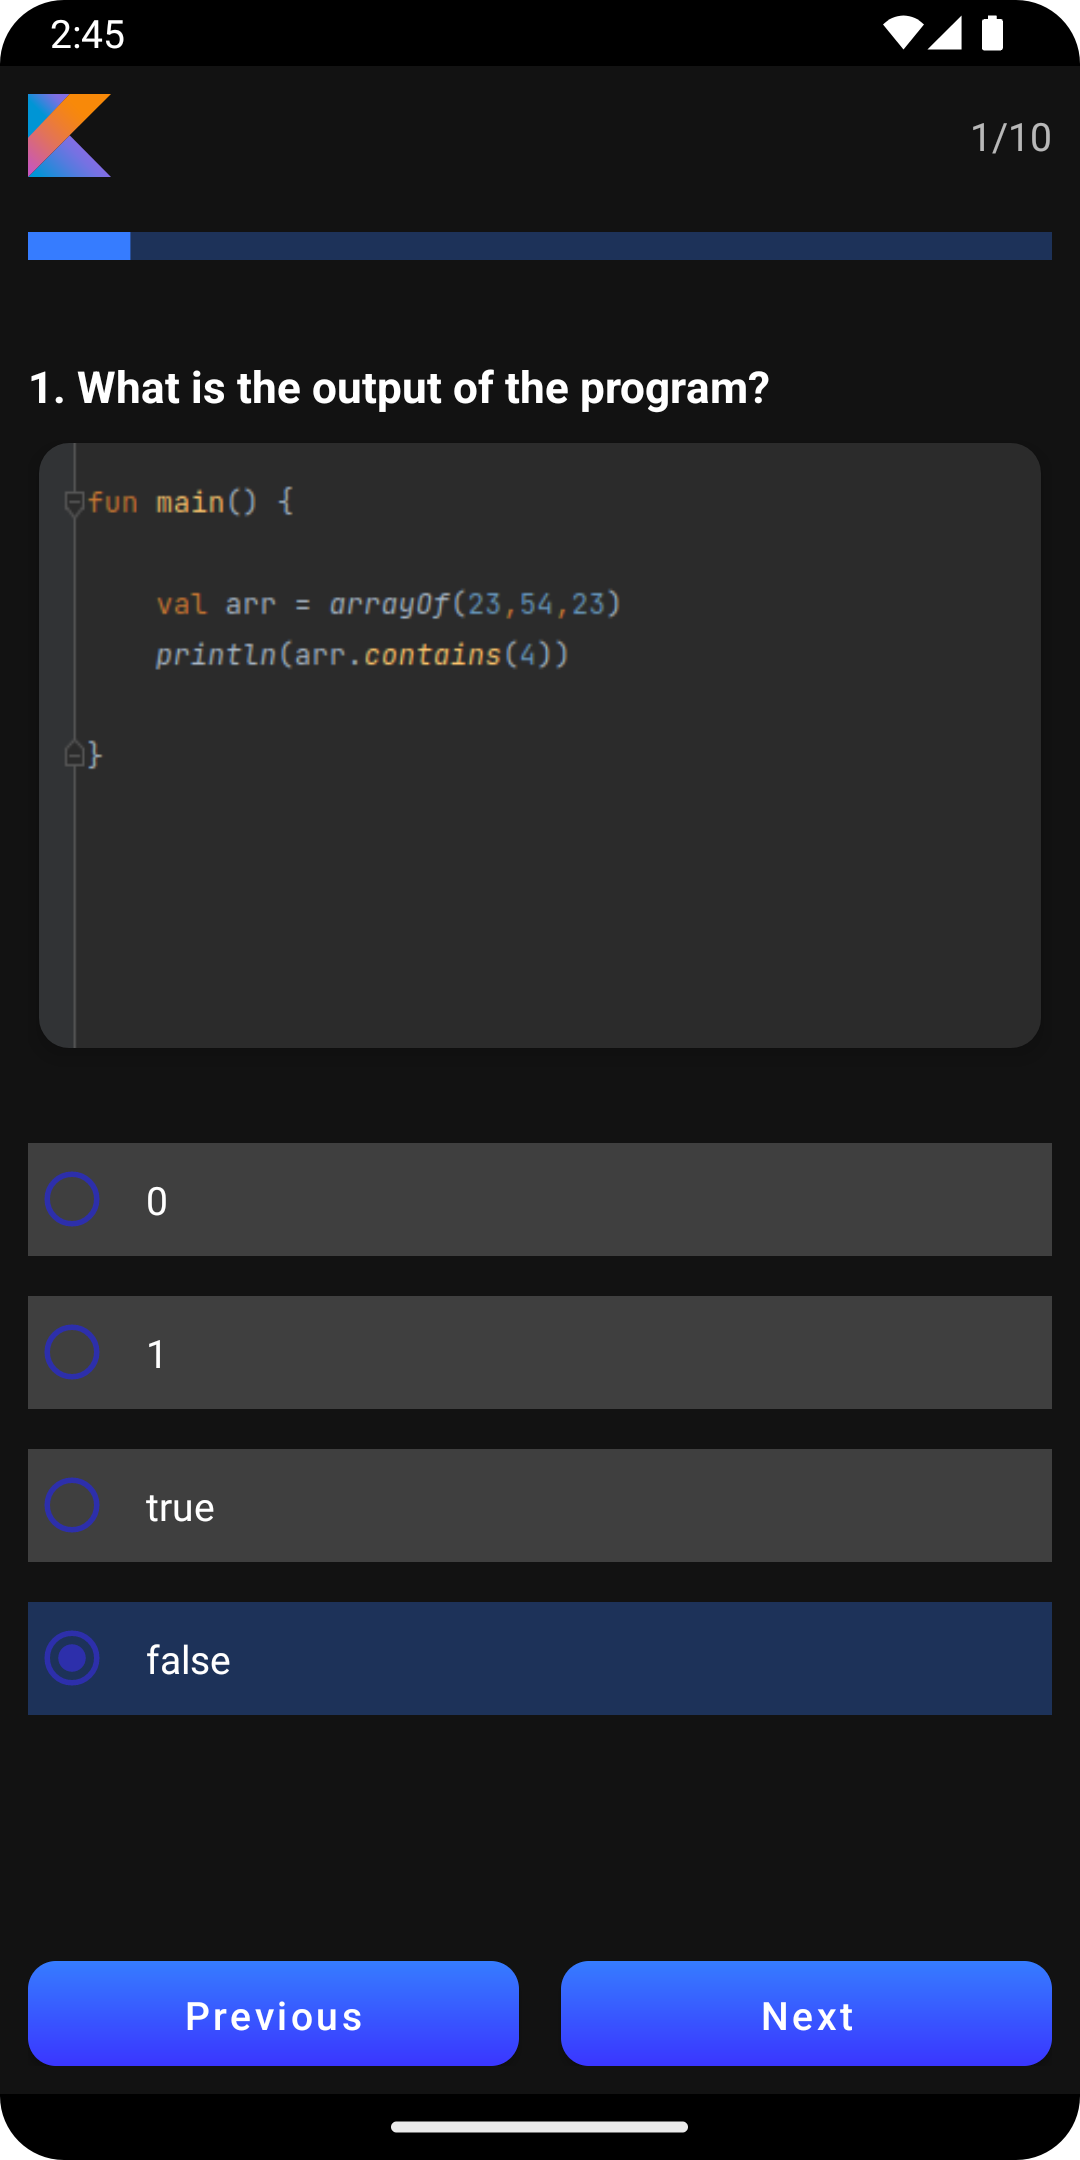 2:45
1/10
1. What is the output of the program?
fun main() {
val arr = arrayOf(23,54,23)
println(arr.contains(4))
}
0
1
true
false
Previous
Next